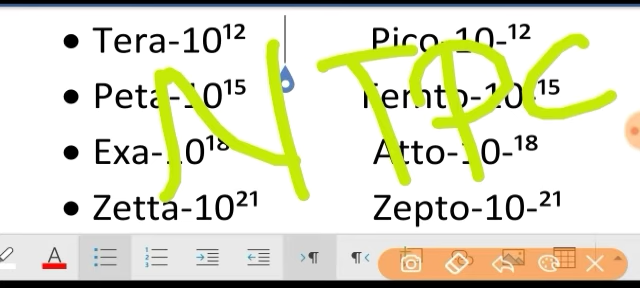 • Tera-10¹² Pico-10-¹²
• Peta-10¹⁵ Femto-10-¹⁵
• Exa-10¹⁸ Atto-10-¹⁸
• Zetta-10²¹ Zepto-10-²¹
NTPC